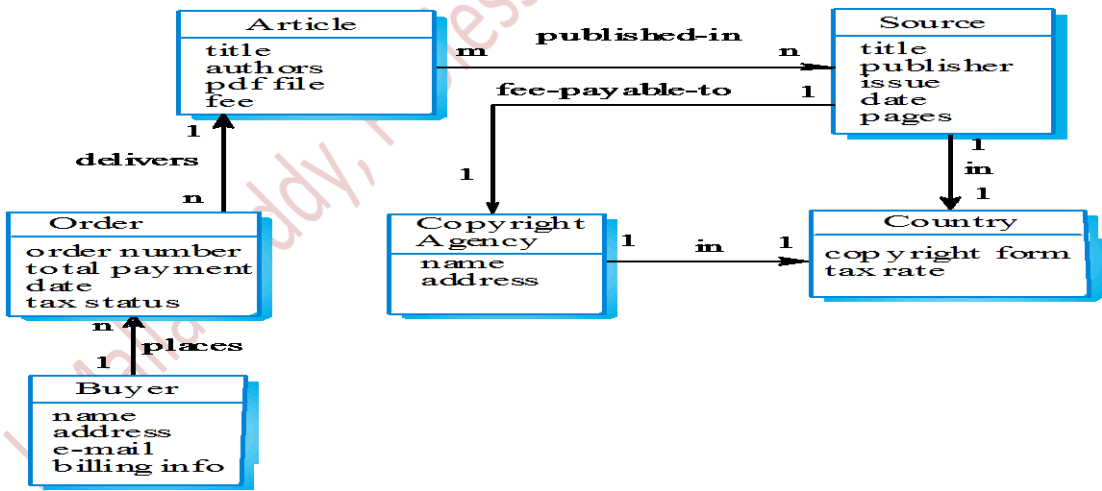 Article
title
authors
pdf file
fee
m
published-in
n
Source
title
publisher
issue
date
pages
fee-payable-to
1
1
1
delivers
n
1
in
1
Order
order number
total payment
date
tax status
Copyright
Agency
name
address
1
in
1
Country
copyright form
tax rate
n
places
1
Buyer
name
address
e-mail
billing info